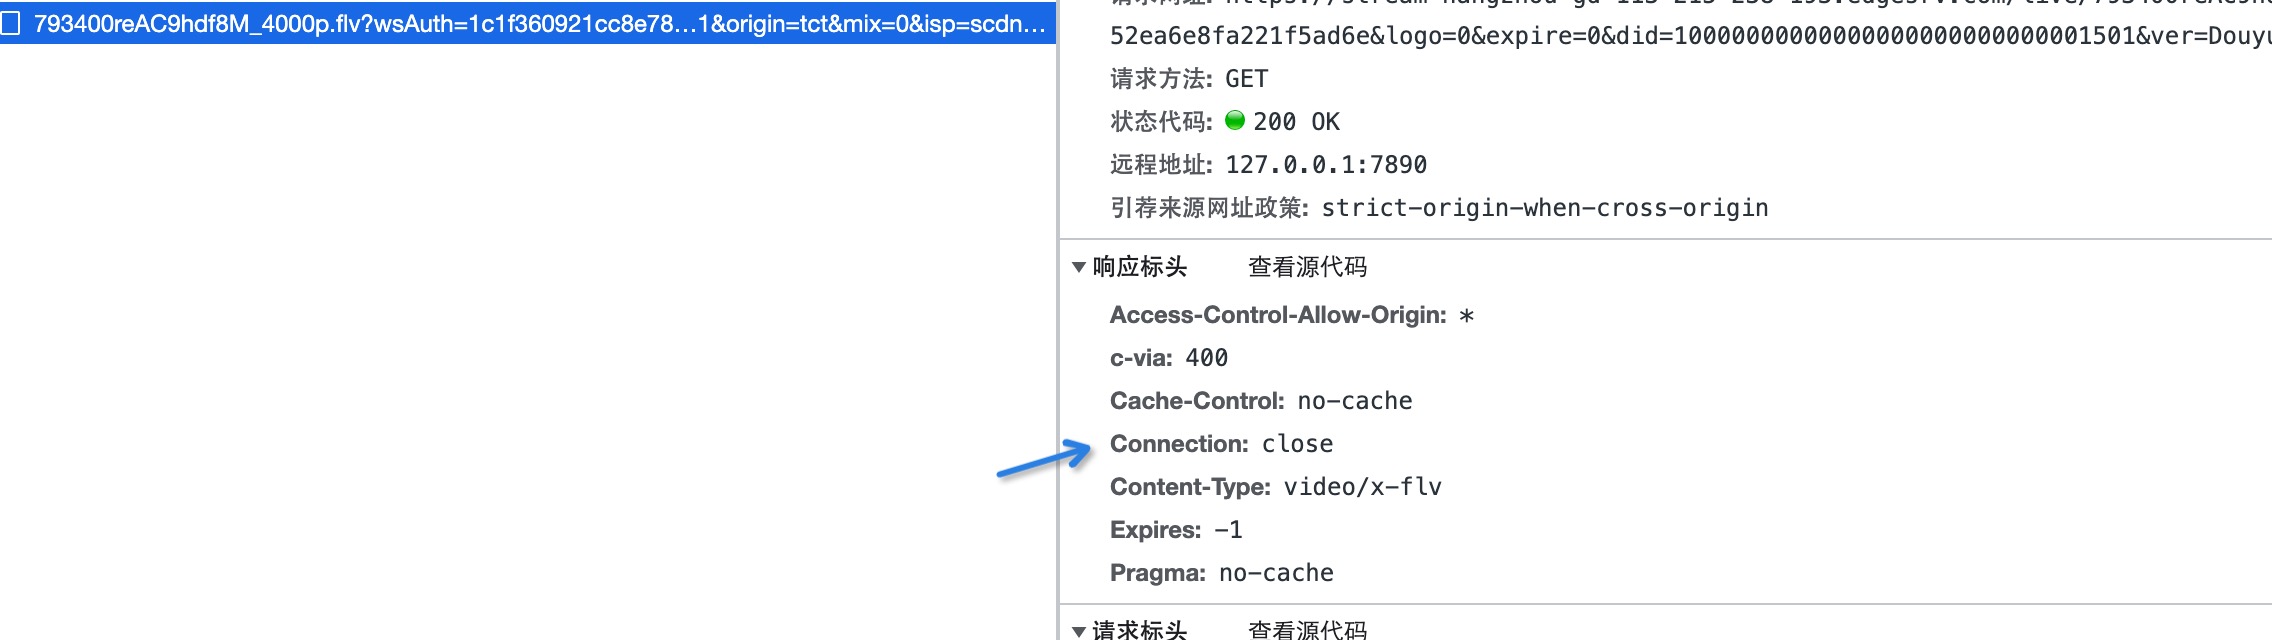 793400reAC9hdf8M_4000p.flv?wsAuth=1c1f360921cc8e78…1&origin=tct&mix=0&isp=scdn…
52ea6e8fa221f5ad6e&logo=0&expire=0&did=10000000000000000000000000001501&ver=Douyu
请求方法: GET
状态代码: 200 OK
远程地址: 127.0.0.1:7890
引荐来源网址政策: strict-origin-when-cross-origin
响应标头 查看源代码
Access-Control-Allow-Origin: *
c-via: 400
Cache-Control: no-cache
Connection: close
Content-Type: video/x-flv
Expires: -1
Pragma: no-cache
请求标头 查看源代码